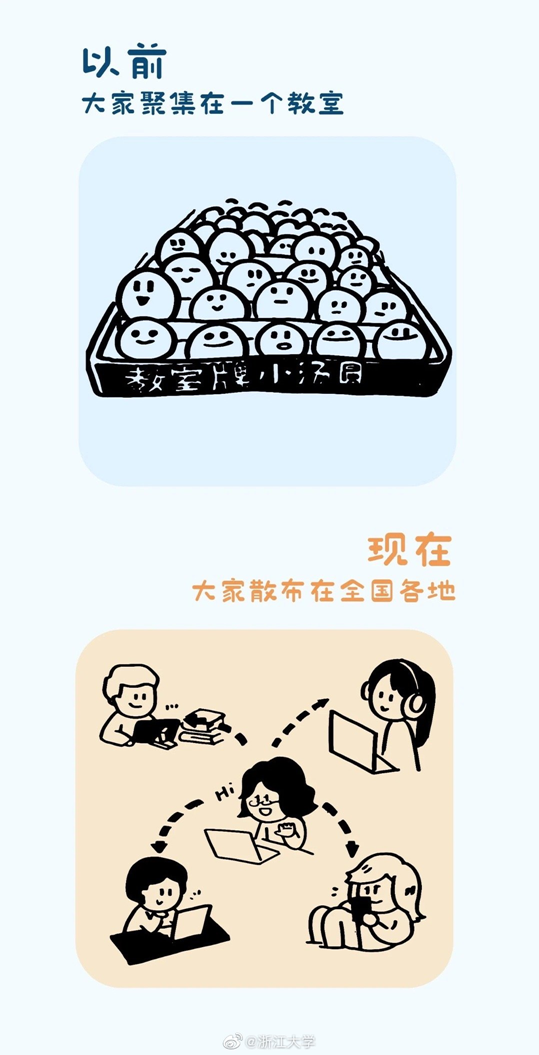 以前
大家聚集在一个教室
教室牌小汤圆
现在
大家散布在全国各地
Hi
@浙江大学